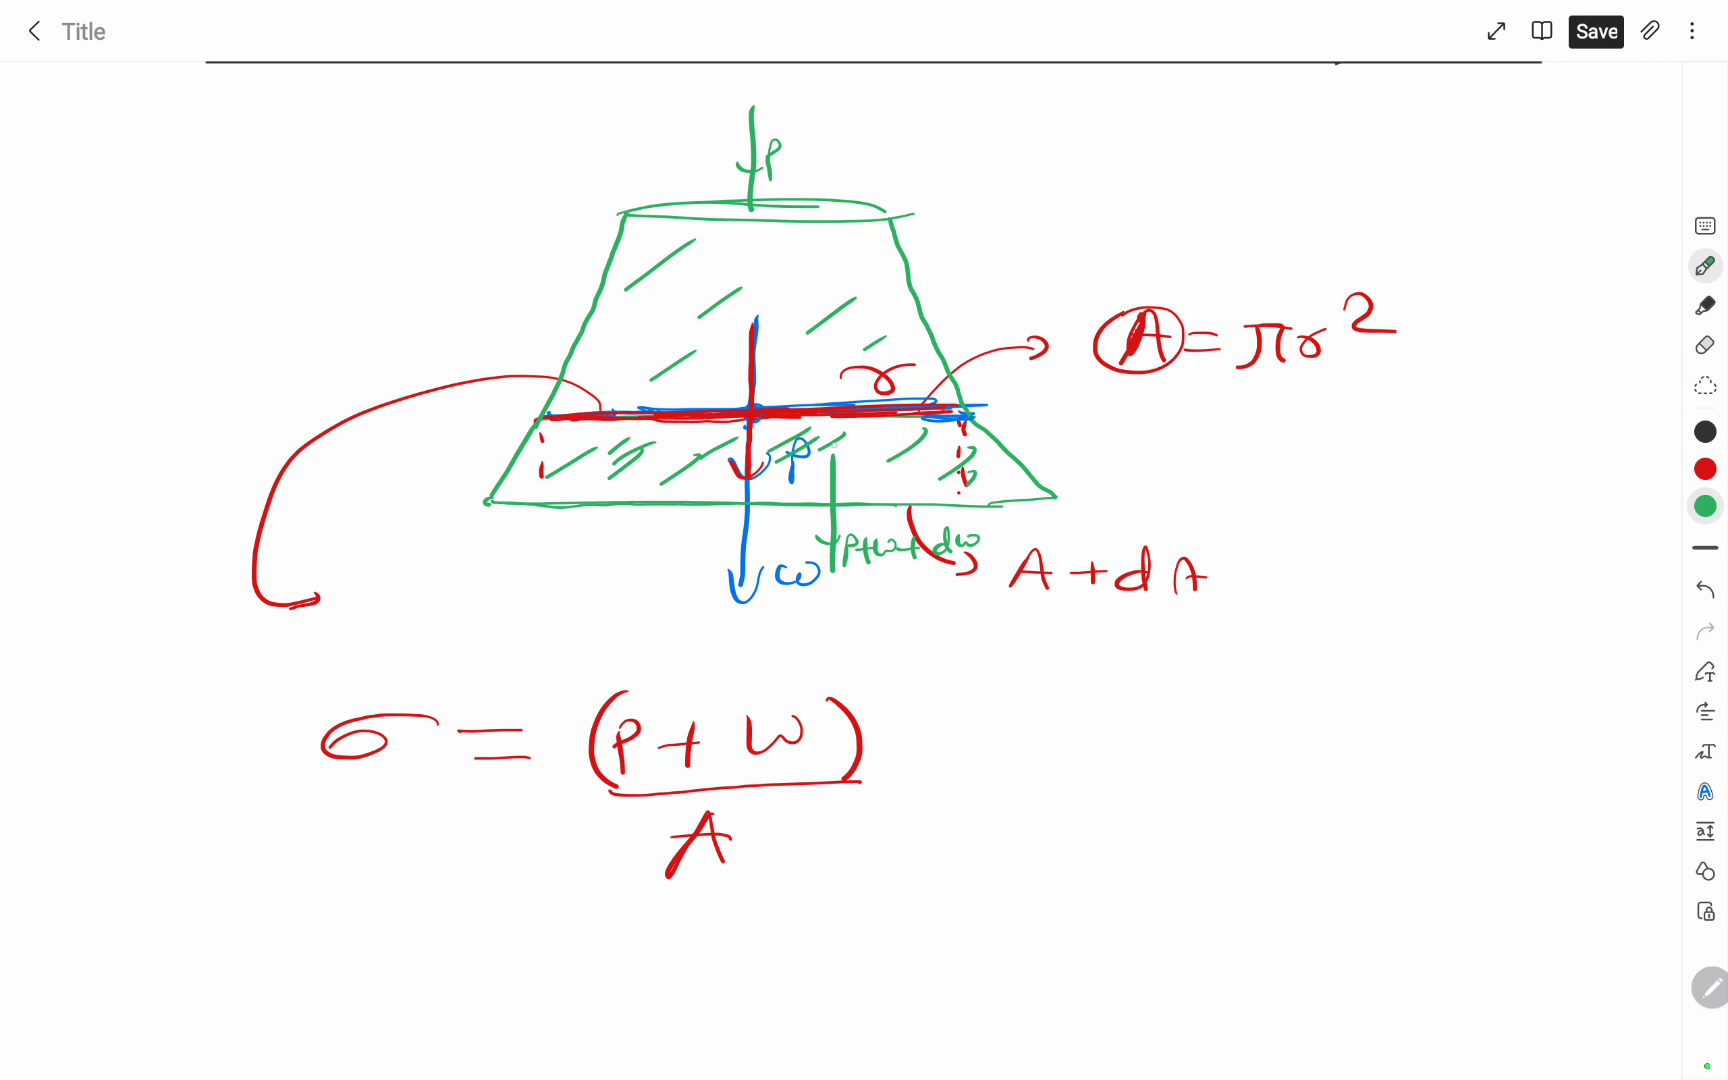 Title
Save
P
A = πr²
r
P
P+w+dw
w
A + dA
σ = (P + W)
A